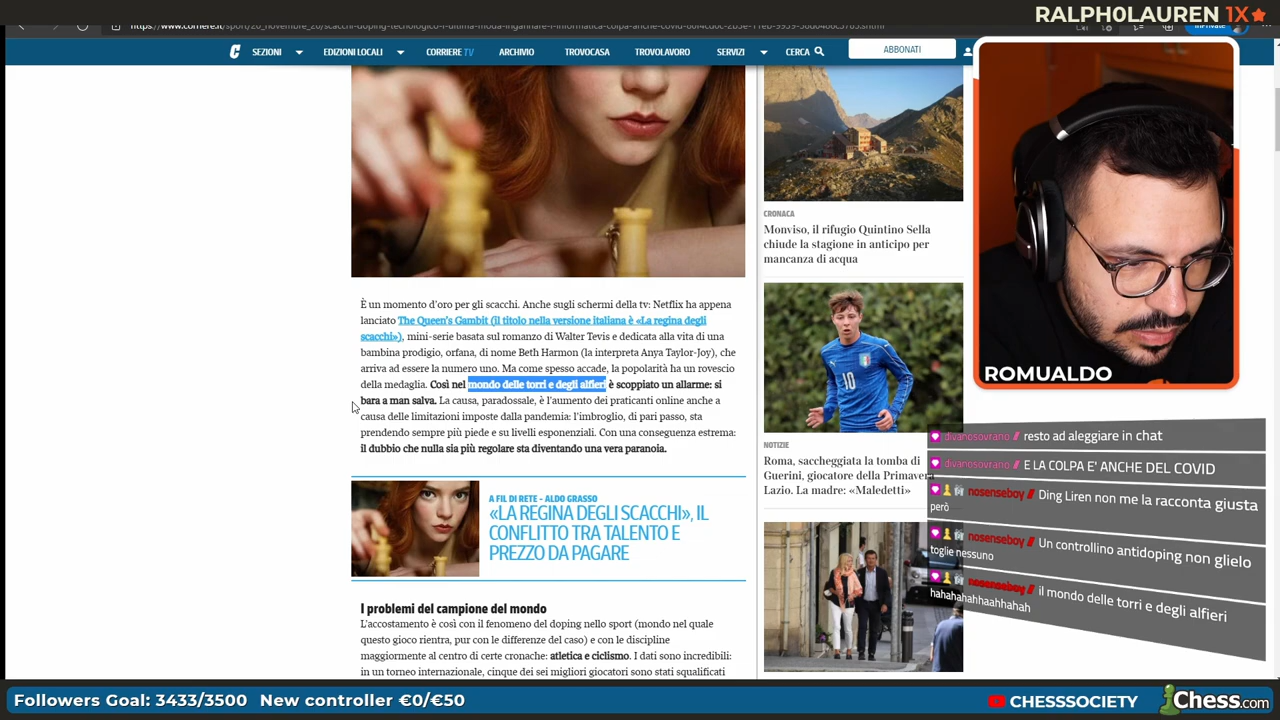 RALPH0LAUREN 1X
SEZIONI
EDIZIONI LOCALI
CORRIERE TV
ARCHIVIO
TROVOCASA
TROVOLAVORO
SERVIZI
CERCA
ABBONATI
È un momento d'oro per gli scacchi. Anche sugli schermi della tv: Netflix ha appena
lanciato The Queen's Gambit (il titolo nella versione italiana è «La regina degli
scacchi»), mini-serie basata sul romanzo di Walter Tevis e dedicata alla vita di una
bambina prodigio, orfana, di nome Beth Harmon (la interpreta Anya Taylor-Joy), che
arriva ad essere la numero uno. Ma come spesso accade, la popolarità ha un rovescio
della medaglia. Così nel mondo delle torri e degli alfieri è scoppiato un allarme: si
bara a man salva. La causa, paradossale, è l'aumento dei praticanti online anche a
causa delle limitazioni imposte dalla pandemia: l'imbroglio, di pari passo, sta
prendendo sempre più piede e su livelli esponenziali. Con una conseguenza estrema:
il dubbio che nulla sia più regolare sta diventando una vera paranoia.
A FIL DI RETE - ALDO GRASSO
«LA REGINA DEGLI SCACCHI», IL
CONFLITTO TRA TALENTO E
PREZZO DA PAGARE
I problemi del campione del mondo
L'accostamento è così con il fenomeno del doping nello sport (mondo nel quale
questo gioco rientra, pur con le differenze del caso) e con le discipline
maggiormente al centro di certe cronache: atletica e ciclismo. I dati sono incredibili:
in un torneo internazionale, cinque dei sei migliori giocatori sono stati squalificati
CRONACA
Monviso, il rifugio Quintino Sella
chiude la stagione in anticipo per
mancanza di acqua
10
NOTIZIE
Roma, saccheggiata la tomba di
Guerini, giocatore della Primavera
Lazio. La madre: «Maledetti»
ROMUALDO
divanosovrano // resto ad aleggiare in chat
divanosovrano // E LA COLPA E' ANCHE DEL COVID
nosenseboy // Ding Liren non me la racconta giusta
però
nosenseboy // Un controllino antidoping non glielo
toglie nessuno
nosenseboy // il mondo delle torri e degli alfieri
hahahahahhaahhahah
Followers Goal: 3433/3500 New controller €0/€50
CHESSSOCIETY
Chess.com